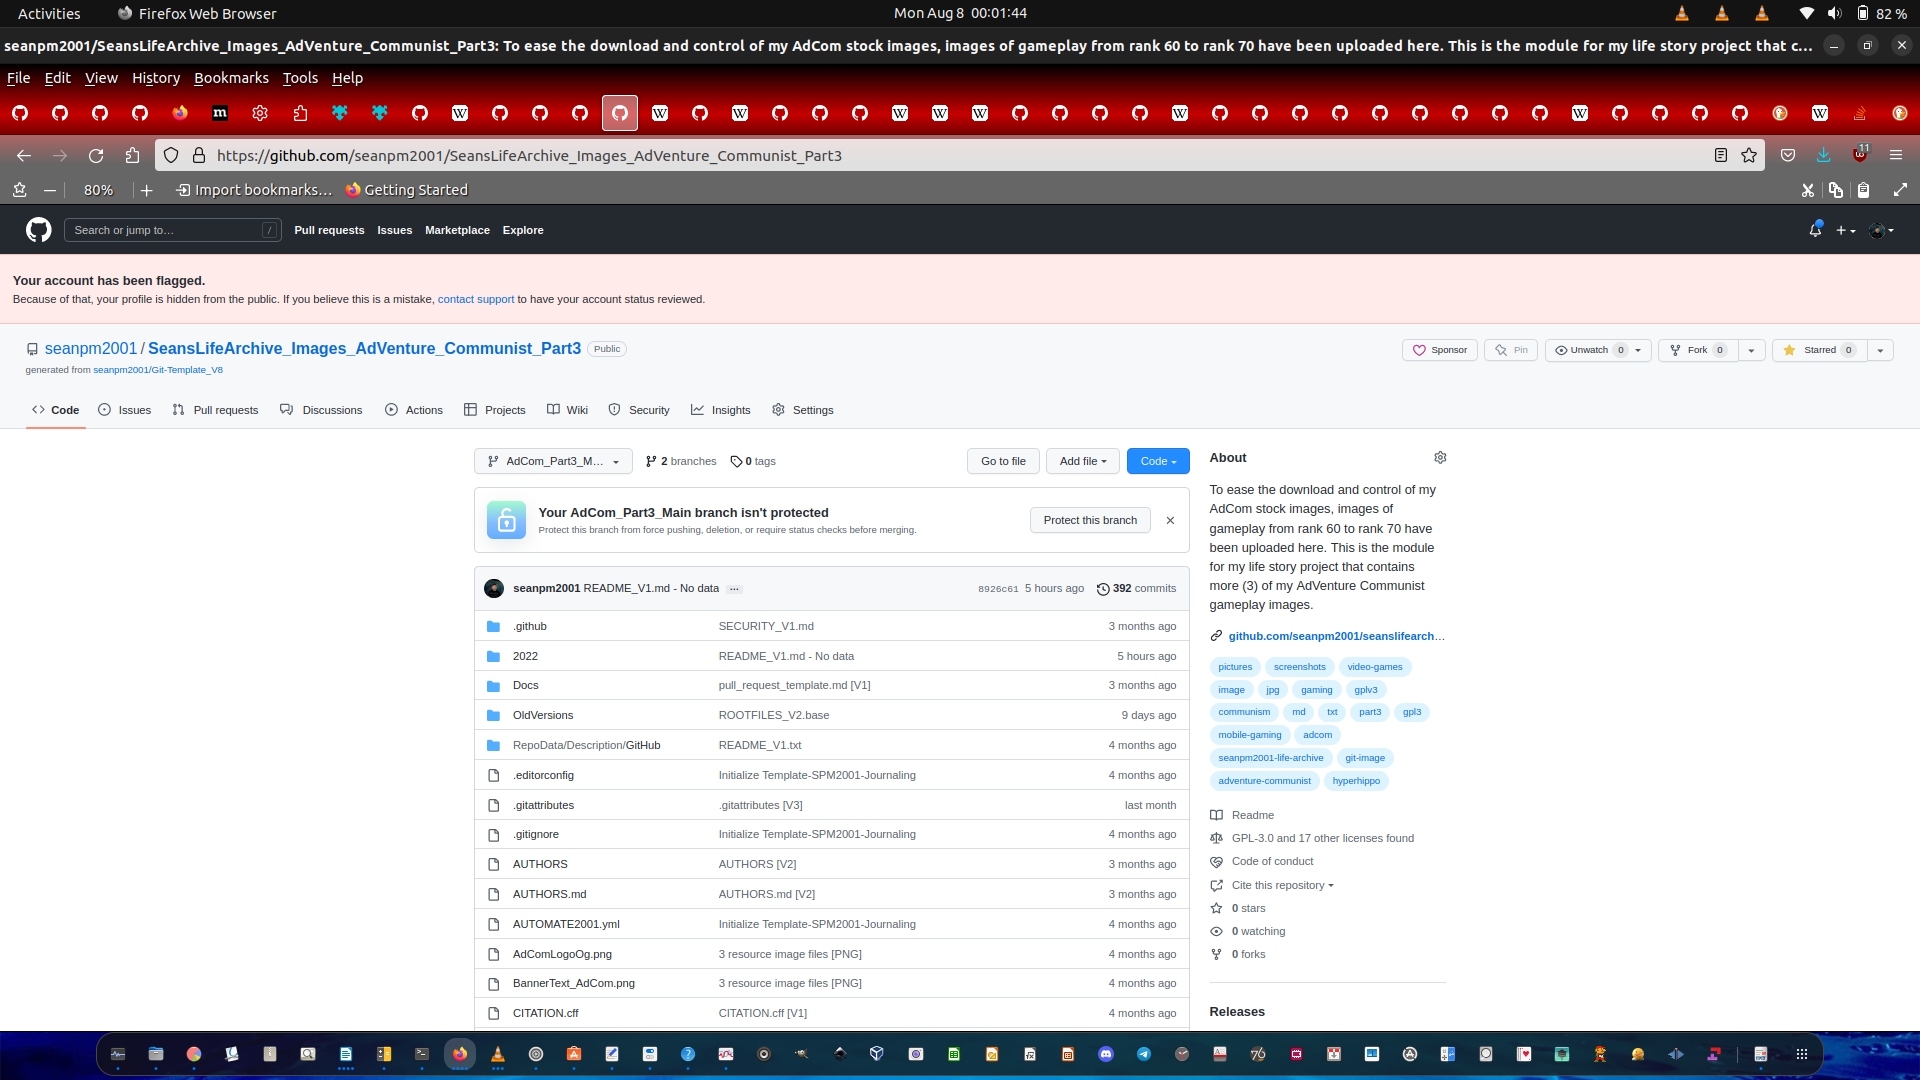 Activities
Firefox Web Browser
Mon Aug 8 00:01:44
82 %
seanpm2001/SeansLifeArchive_Images_AdVenture_Communist_Part3: To ease the download and control of my AdCom stock images, images of gameplay from rank 60 to rank 70 have been uploaded here. This is the module for my life story project that c...
File Edit View History Bookmarks Tools Help
https://github.com/seanpm2001/SeansLifeArchive_Images_AdVenture_Communist_Part3
11
80%
Import bookmarks...
Getting Started
Search or jump to...
/
Pull requests
Issues
Marketplace
Explore
Your account has been flagged.
Because of that, your profile is hidden from the public. If you believe this is a mistake, contact support to have your account status reviewed.
seanpm2001 / SeansLifeArchive_Images_AdVenture_Communist_Part3
Public
Sponsor
Pin
Unwatch 0
Fork 0
Starred 0
generated from seanpm2001/Git-Template_V8
Code
Issues
Pull requests
Discussions
Actions
Projects
Wiki
Security
Insights
Settings
AdCom_Part3_M...
2 branches
0 tags
Go to file
Add file
Code
Your AdCom_Part3_Main branch isn't protected
Protect this branch from force pushing, deletion, or require status checks before merging.
Protect this branch
seanpm2001 README_V1.md - No data ...
8926c61 5 hours ago
392 commits
.github SECURITY_V1.md 3 months ago
2022 README_V1.md - No data 5 hours ago
Docs pull_request_template.md [V1] 3 months ago
OldVersions ROOTFILES_V2.base 9 days ago
RepoData/Description/GitHub README_V1.txt 4 months ago
.editorconfig Initialize Template-SPM2001-Journaling 4 months ago
.gitattributes .gitattributes [V3] last month
.gitignore Initialize Template-SPM2001-Journaling 4 months ago
AUTHORS AUTHORS [V2] 3 months ago
AUTHORS.md AUTHORS.md [V2] 3 months ago
AUTOMATE2001.yml Initialize Template-SPM2001-Journaling 4 months ago
AdComLogoOg.png 3 resource image files [PNG] 4 months ago
BannerText_AdCom.png 3 resource image files [PNG] 4 months ago
CITATION.cff CITATION.cff [V1] 4 months ago
About
To ease the download and control of my
AdCom stock images, images of
gameplay from rank 60 to rank 70 have
been uploaded here. This is the module
for my life story project that contains
more (3) of my AdVenture Communist
gameplay images.
github.com/seanpm2001/seanslifearch...
pictures screenshots video-games
image jpg gaming gplv3
communism md txt part3 gpl3
mobile-gaming adcom
seanpm2001-life-archive git-image
adventure-communist hyperhippo
Readme
GPL-3.0 and 17 other licenses found
Code of conduct
Cite this repository
0 stars
0 watching
0 forks
Releases